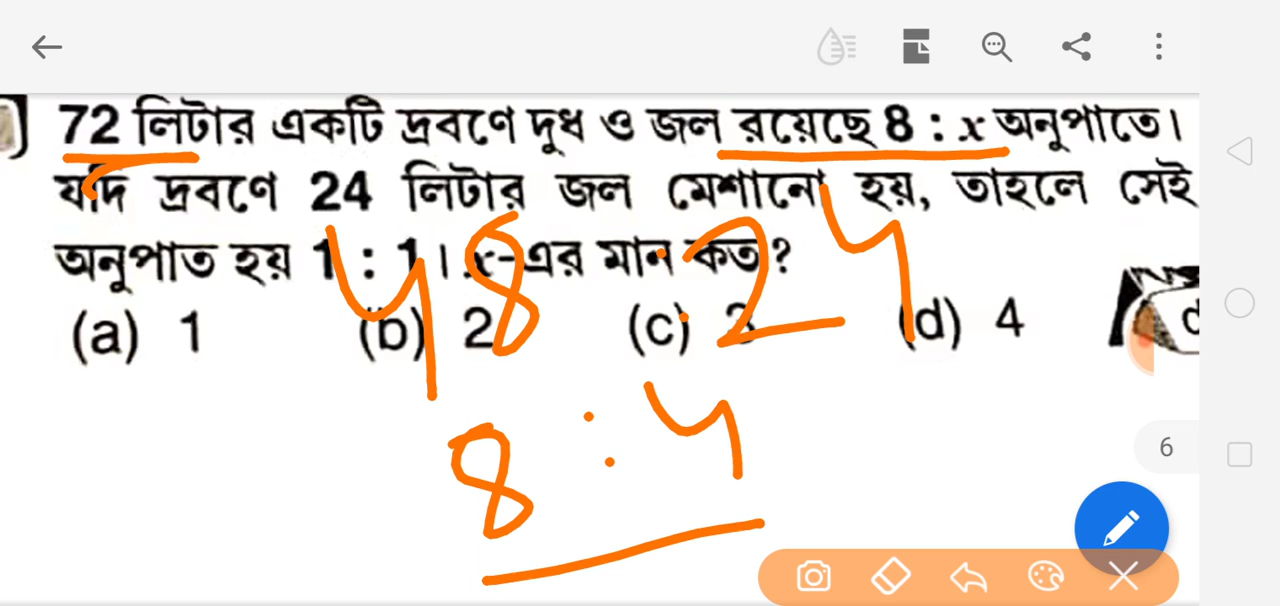 72 লিটার একটি দ্রবণে দুধ ও জল রয়েছে 8 : x অনুপাতে।
যদি দ্রবণে 24 লিটার জল মেশানো হয়, তাহলে সেই
অনুপাত হয় 1 : 1। x-এর মান কত?
(a) 1 (b) 2 (c) 3 (d) 4
48 : 24
8 : 4
6